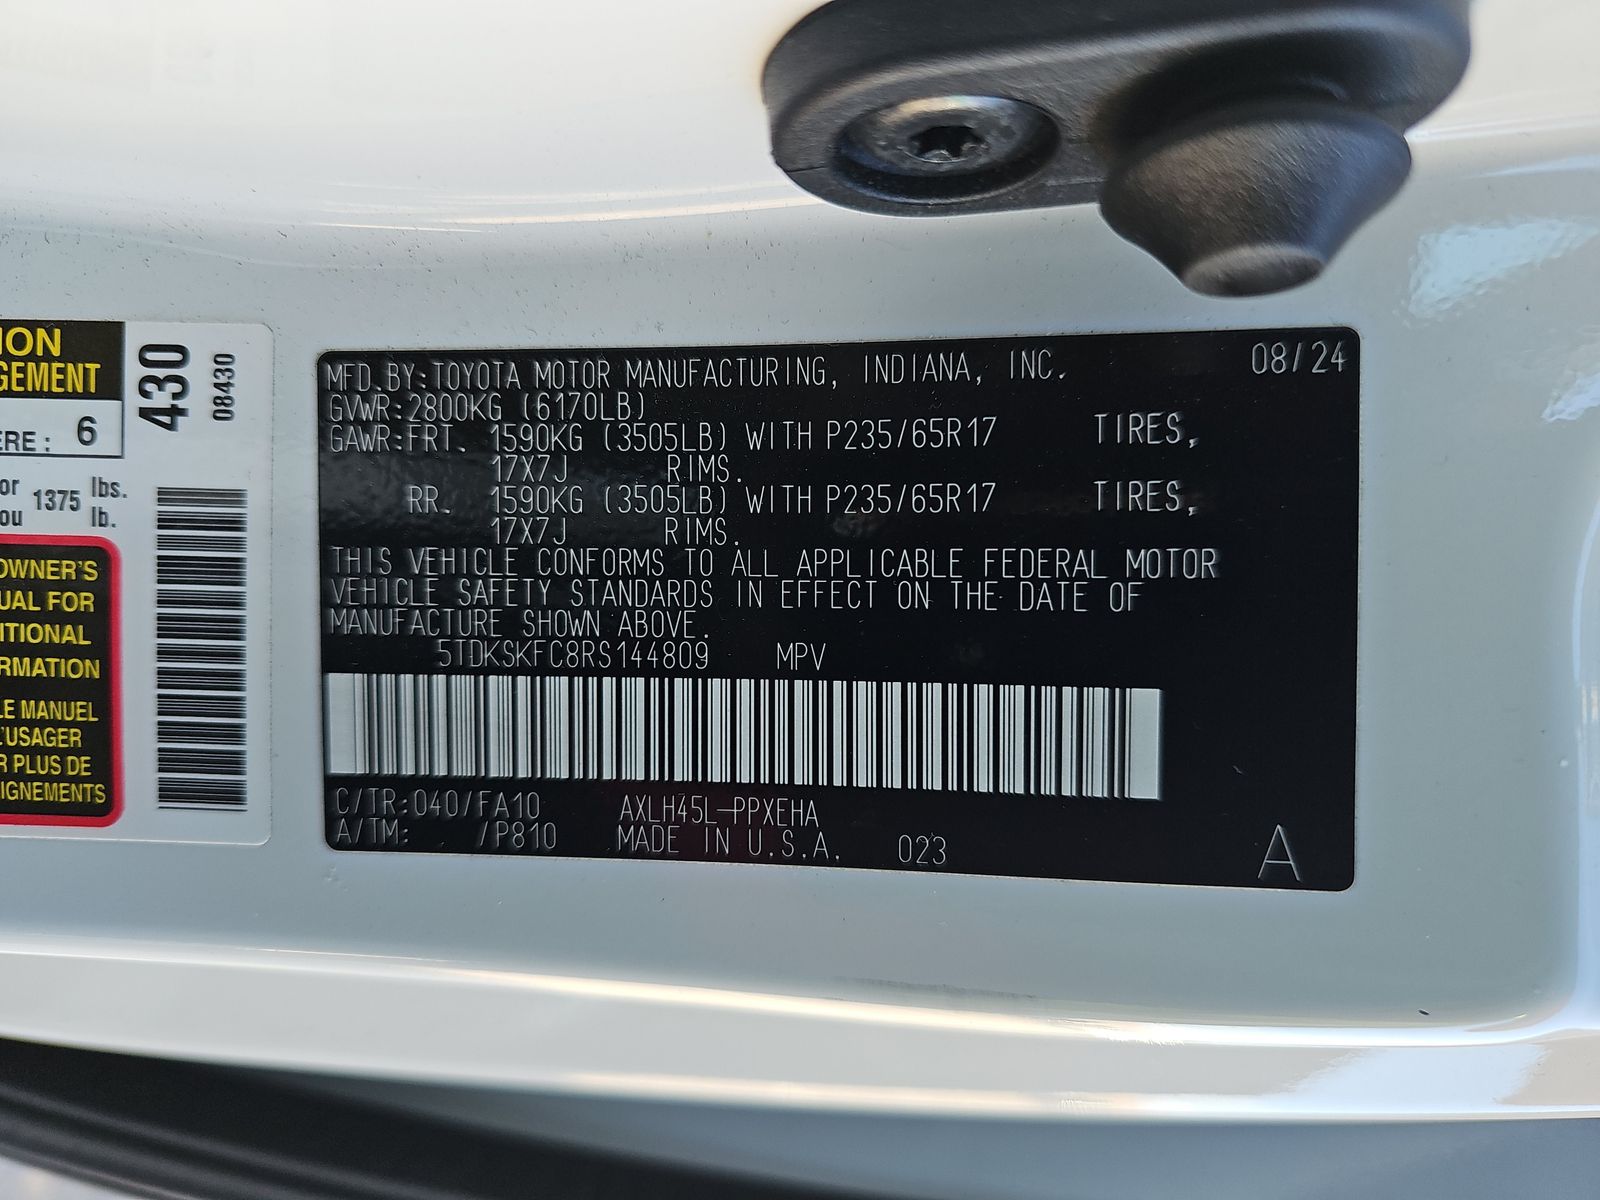 ION
GEMENT
ERE : 6
or 1375 lbs.
ou lb.
OWNER'S
UAL FOR
ITIONAL
RMATION
LE MANUEL
L'USAGER
R PLUS DE
IGNEMENTS
430
08430
MFD.BY:TOYOTA MOTOR MANUFACTURING, INDIANA, INC. 08/24
GVWR:2800KG (6170LB)
GAWR:FRT. 1590KG (3505LB) WITH P235/65R17 TIRES,
17X7J RIMS.
RR. 1590KG (3505LB) WITH P235/65R17 TIRES,
17X7J RIMS.
THIS VEHICLE CONFORMS TO ALL APPLICABLE FEDERAL MOTOR
VEHICLE SAFETY STANDARDS IN EFFECT ON THE DATE OF
MANUFACTURE SHOWN ABOVE.
5TDKSKFC8RS144809 MPV
C/TR:040/FA10 AXLH45L-PPXEHA
A/TM: /P810 MADE IN U.S.A. 023 A